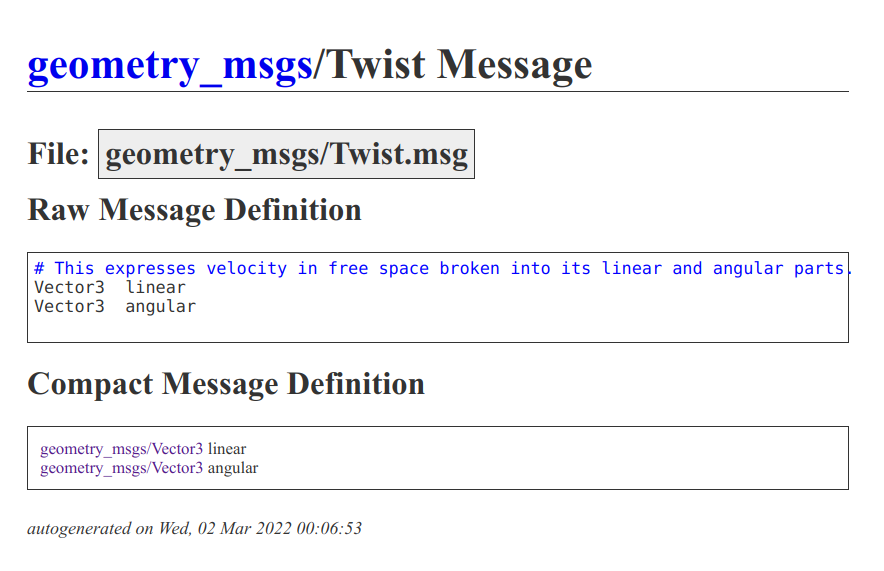 geometry_msgs/Twist Message
File: geometry_msgs/Twist.msg
Raw Message Definition
# This expresses velocity in free space broken into its linear and angular parts.
Vector3  linear
Vector3  angular
Compact Message Definition
geometry_msgs/Vector3 linear
geometry_msgs/Vector3 angular
autogenerated on Wed, 02 Mar 2022 00:06:53